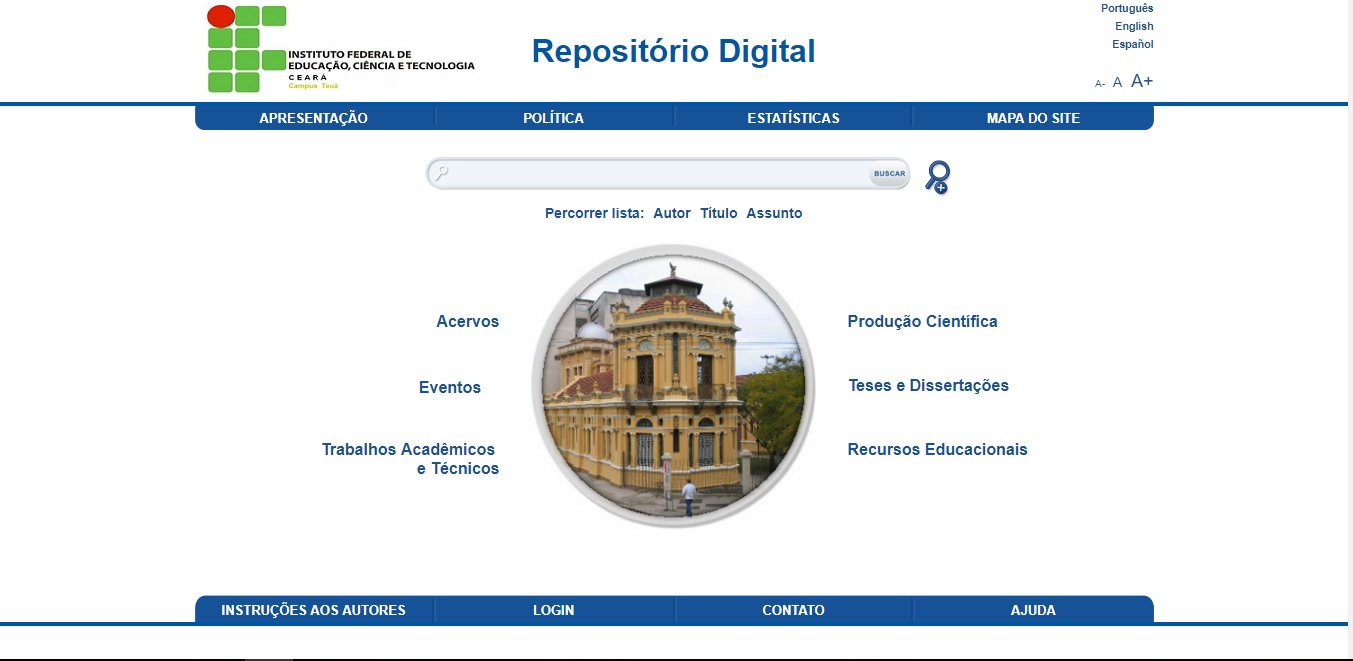 INSTITUTO FEDERAL DE
EDUCAÇÃO, CIÊNCIA E TECNOLOGIA
CEARÁ
Campus Tauá
Repositório Digital
Português
English
Español
A- A A+
APRESENTAÇÃO POLÍTICA ESTATÍSTICAS MAPA DO SITE
BUSCAR
Percorrer lista: Autor Título Assunto
Acervos
Eventos
Trabalhos Acadêmicos
e Técnicos
Produção Científica
Teses e Dissertações
Recursos Educacionais
INSTRUÇÕES AOS AUTORES LOGIN CONTATO AJUDA